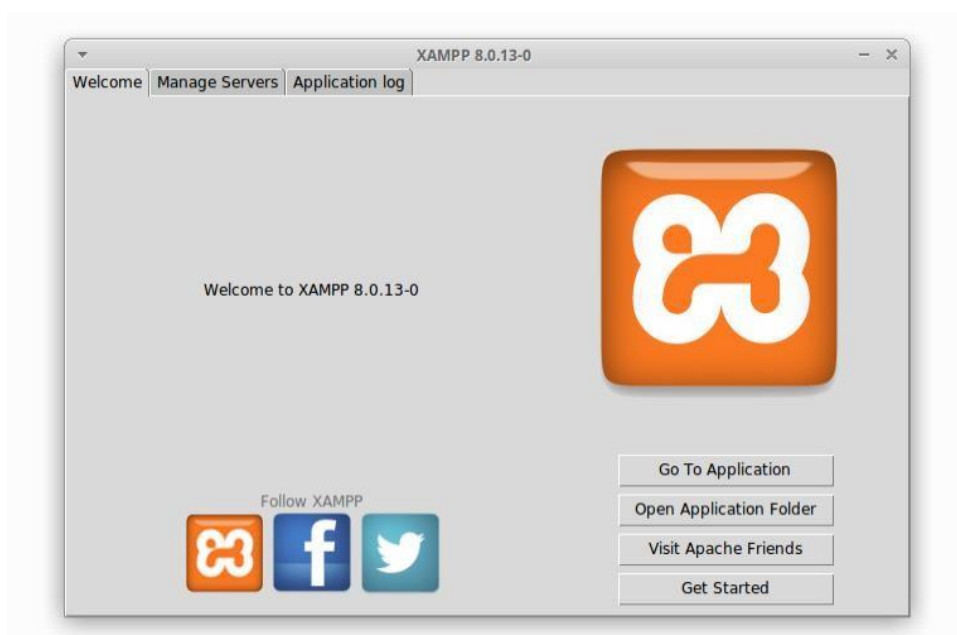 XAMPP 8.0.13-0
Welcome Manage Servers Application log
Welcome to XAMPP 8.0.13-0
Go To Application
Open Application Folder
Visit Apache Friends
Get Started
Follow XAMPP